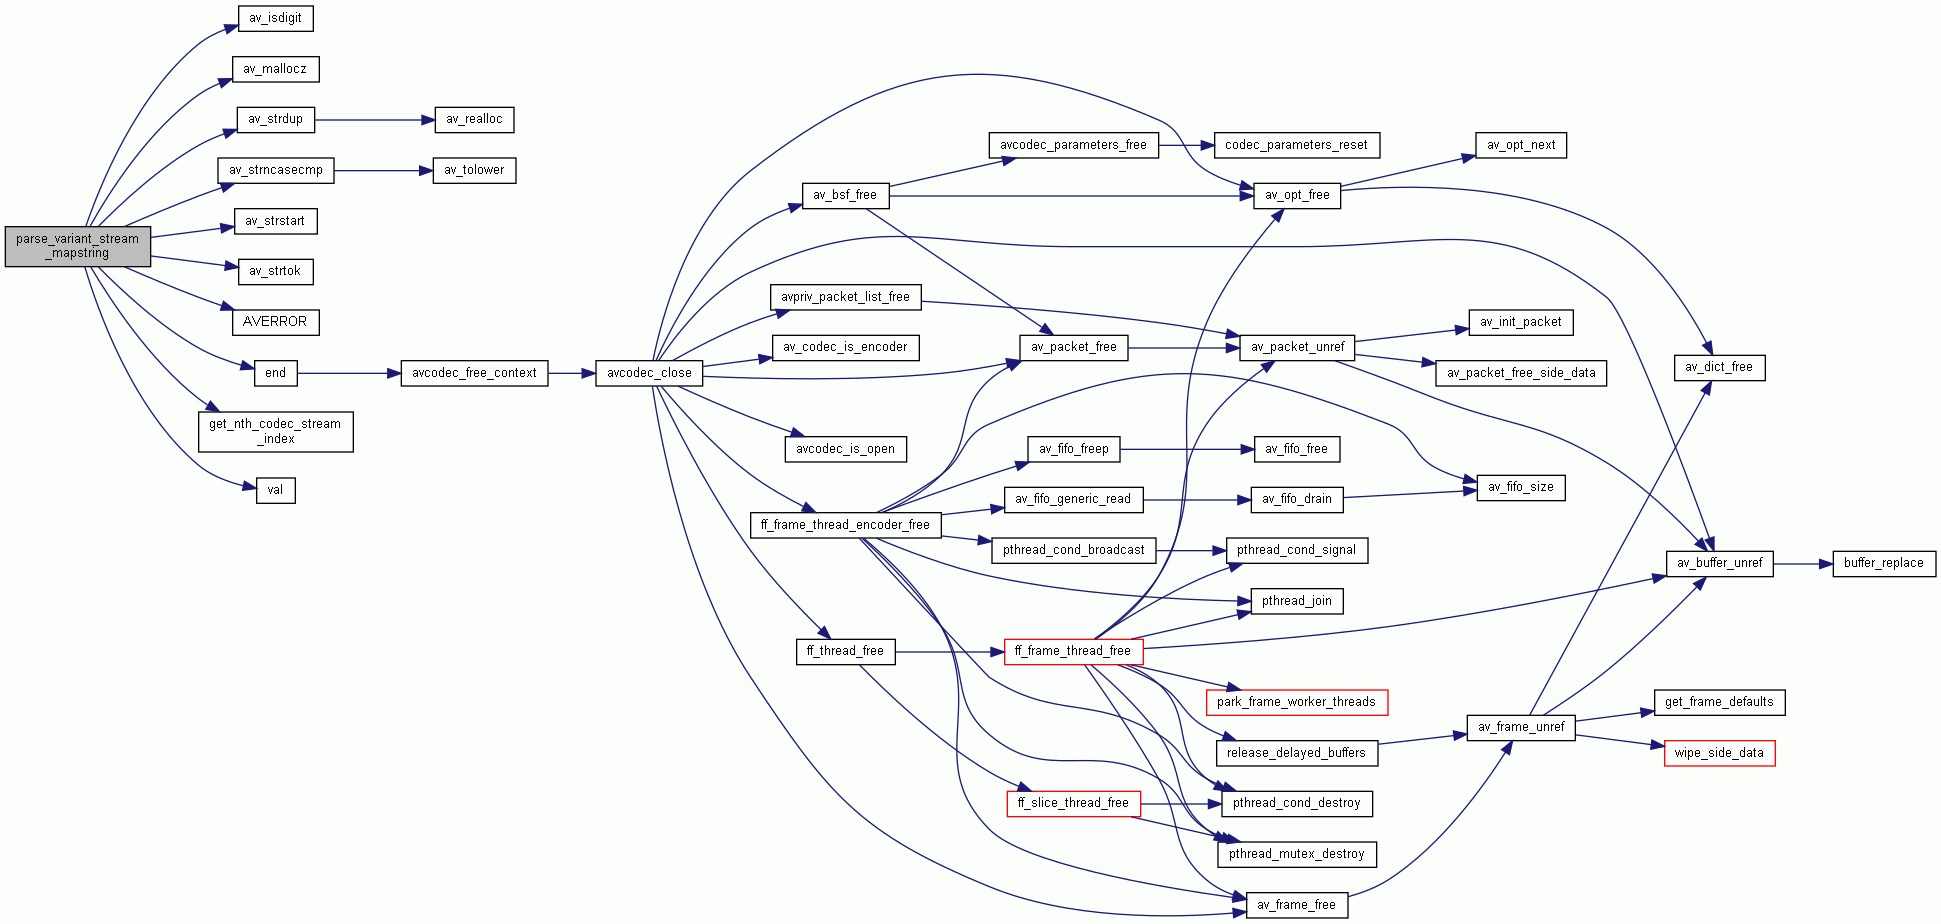 av_isdigit
av_mallocz
av_strdup
av_realloc
av_strncasecmp
av_tolower
av_strstart
parse_variant_stream
_mapstring
av_strtok
AVERROR
end
avcodec_free_context
avcodec_close
get_nth_codec_stream
_index
val
av_bsf_free
avcodec_parameters_free
codec_parameters_reset
av_opt_free
av_opt_next
avpriv_packet_list_free
av_codec_is_encoder
av_packet_free
av_packet_unref
av_init_packet
av_packet_free_side_data
av_dict_free
avcodec_is_open
av_fifo_freep
av_fifo_free
av_fifo_generic_read
av_fifo_drain
av_fifo_size
ff_frame_thread_encoder_free
pthread_cond_broadcast
pthread_cond_signal
av_buffer_unref
buffer_replace
pthread_join
ff_thread_free
ff_frame_thread_free
park_frame_worker_threads
get_frame_defaults
av_frame_unref
release_delayed_buffers
wipe_side_data
ff_slice_thread_free
pthread_cond_destroy
pthread_mutex_destroy
av_frame_free